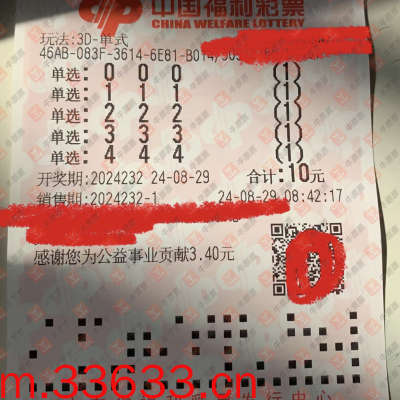 中国福利彩票
CHINA WELFARE LOTTERY
玩法:3D-单式
46AB-083F-3614-6E81-B014/
单选: 0 0 0 (1)
单选: 1 1 1 (1)
单选: 2 2 2 (1)
单选: 3 3 3 (1)
单选: 4 4 4 (1)
开奖期:2024232 24-08-29 合计:10元
销售期:2024232-1 24-08-29 08:42:17
感谢您为公益事业贡献3.40元
m.33633.cn